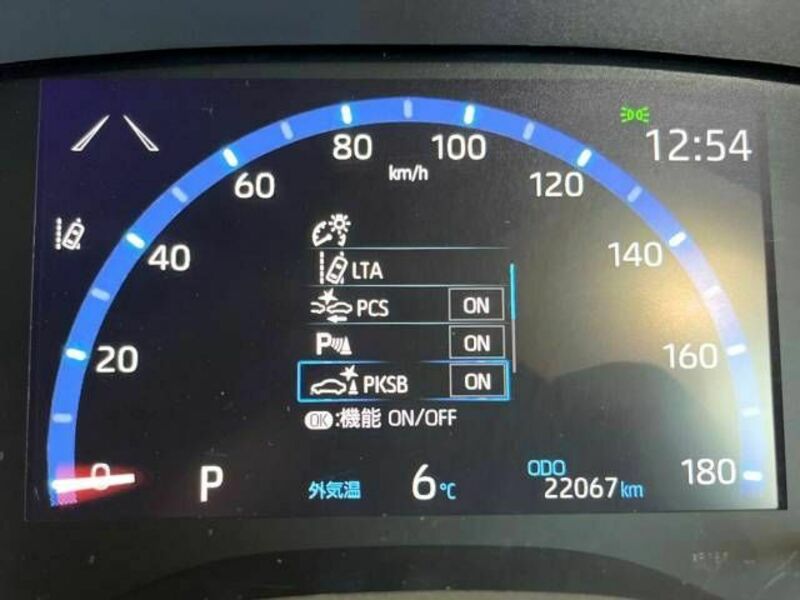 12:54
80 100
km/h
60 120
40 140
LTA
PCS ON
P ON
20 160
PKSB ON
OK:機能 ON/OFF
0 P 外気温 6℃ ODO 180
22067km